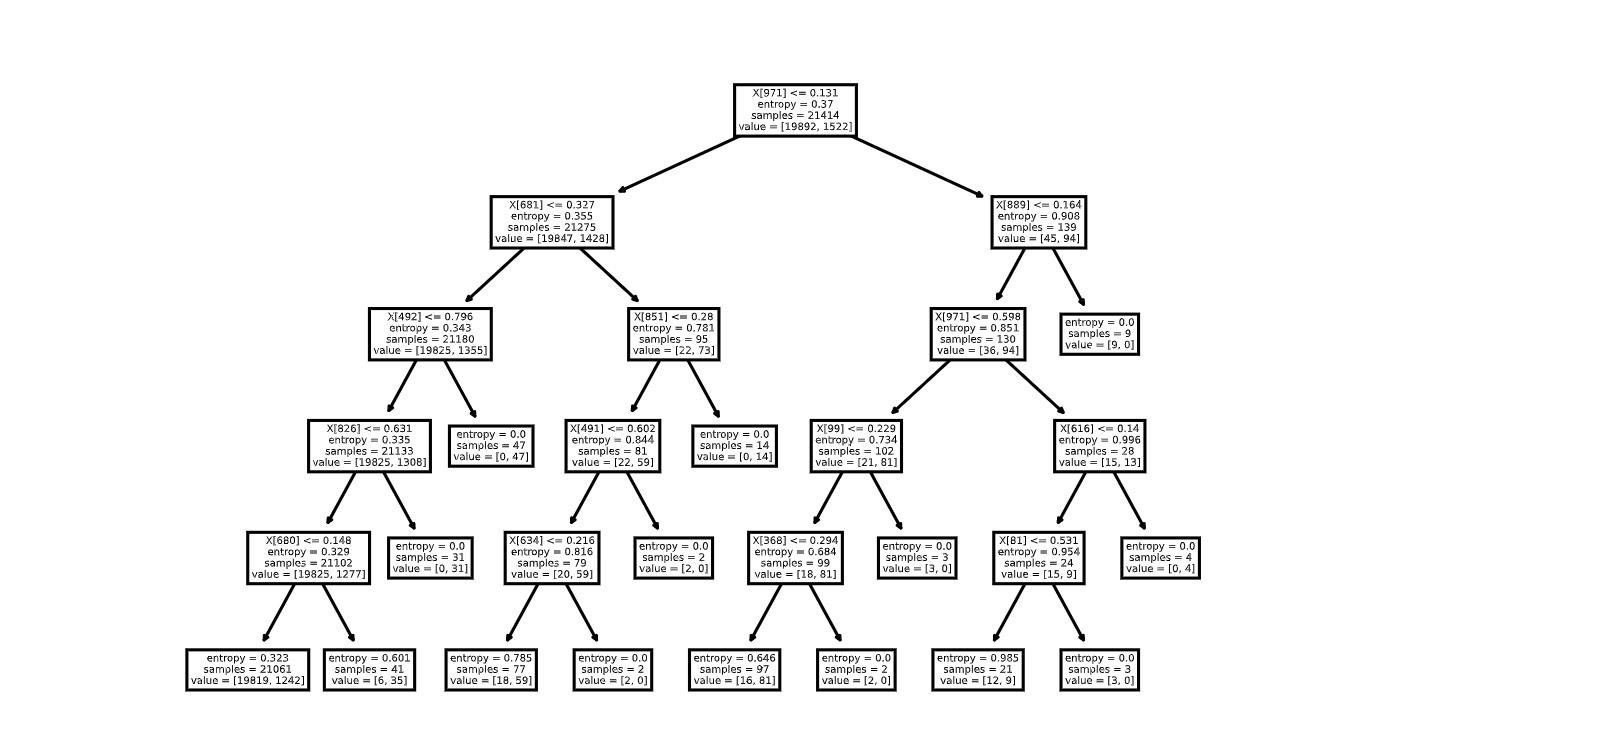 X[971] <= 0.131
entropy = 0.37
samples = 21414
value = [19892, 1522]
X[681] <= 0.327
entropy = 0.355
samples = 21275
value = [19847, 1428]
X[889] <= 0.164
entropy = 0.908
samples = 139
value = [45, 94]
X[492] <= 0.796
entropy = 0.343
samples = 21180
value = [19825, 1355]
X[851] <= 0.28
entropy = 0.781
samples = 95
value = [22, 73]
X[971] <= 0.598
entropy = 0.851
samples = 130
value = [36, 94]
entropy = 0.0
samples = 9
value = [9, 0]
X[826] <= 0.631
entropy = 0.335
samples = 21133
value = [19825, 1308]
entropy = 0.0
samples = 47
value = [0, 47]
X[491] <= 0.602
entropy = 0.844
samples = 81
value = [22, 59]
entropy = 0.0
samples = 14
value = [0, 14]
X[99] <= 0.229
entropy = 0.734
samples = 102
value = [21, 81]
X[616] <= 0.14
entropy = 0.996
samples = 28
value = [15, 13]
X[680] <= 0.148
entropy = 0.329
samples = 21102
value = [19825, 1277]
entropy = 0.0
samples = 31
value = [0, 31]
X[634] <= 0.216
entropy = 0.816
samples = 79
value = [20, 59]
entropy = 0.0
samples = 2
value = [2, 0]
X[368] <= 0.294
entropy = 0.684
samples = 99
value = [18, 81]
entropy = 0.0
samples = 3
value = [3, 0]
X[81] <= 0.531
entropy = 0.954
samples = 24
value = [15, 9]
entropy = 0.0
samples = 4
value = [0, 4]
entropy = 0.323
samples = 21061
value = [19819, 1242]
entropy = 0.601
samples = 41
value = [6, 35]
entropy = 0.785
samples = 77
value = [18, 59]
entropy = 0.0
samples = 2
value = [2, 0]
entropy = 0.646
samples = 97
value = [16, 81]
entropy = 0.0
samples = 2
value = [2, 0]
entropy = 0.985
samples = 21
value = [12, 9]
entropy = 0.0
samples = 3
value = [3, 0]